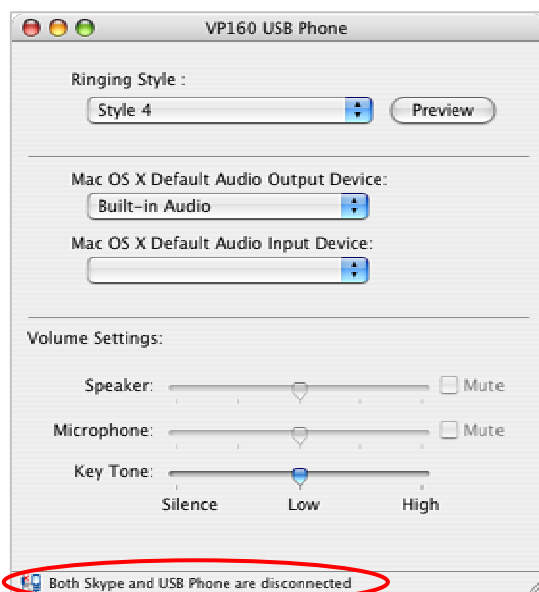 VP160 USB Phone
Ringing Style :
Style 4 Preview
Mac OS X Default Audio Output Device:
Built-in Audio
Mac OS X Default Audio Input Device:
Volume Settings:
Speaker: Mute
Microphone: Mute
Key Tone:
Silence Low High
Both Skype and USB Phone are disconnected